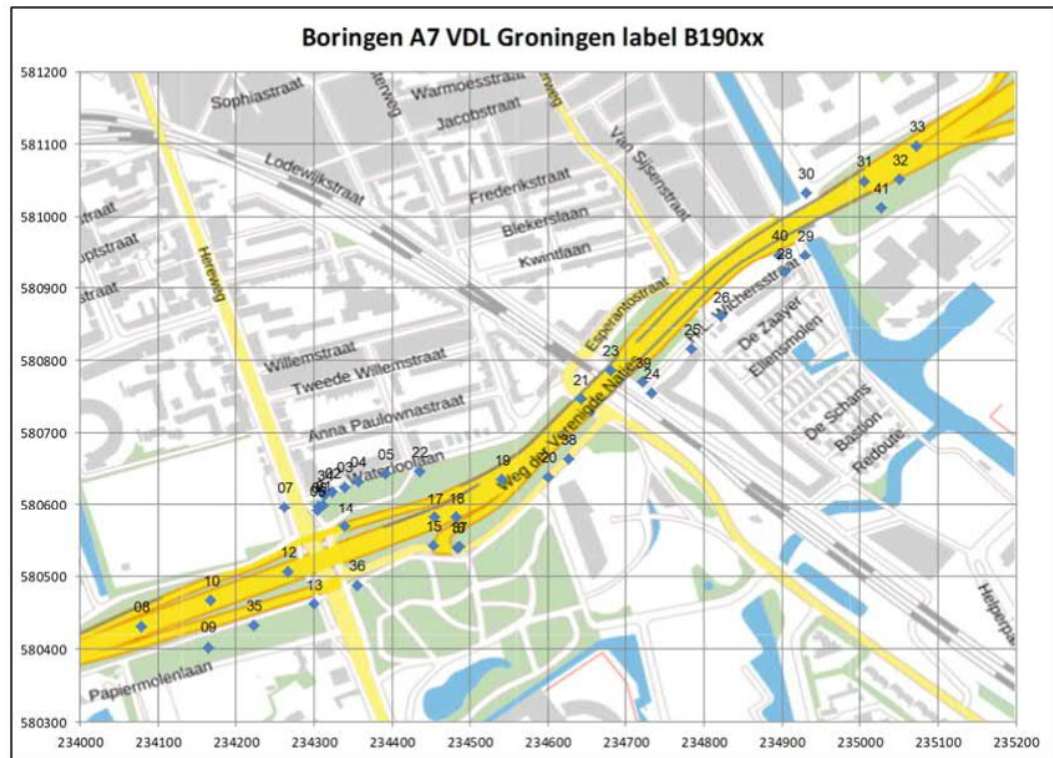 Boringen A7 VDL Groningen label B190xx
581200
581100
581000
580900
580800
580700
580600
580500
580400
580300
234000 234100 234200 234300 234400 234500 234600 234700 234800 234900 235000 235100 235200
Sophiastraat
Warmoesstraat
Jacobstraat
Lodewijkstraat
Frederikstraat
Blekerslaan
Kwintlaan
Van Sijsenstraat
Hereweg
Esperantostraat
Willemstraat
Tweede Willemstraat
Anna Paulownastraat
Waterloolaan
Weg der Verenigde Naties
Wichersstraat
De Zaayer
Eliensmolen
De Schans
Bastion
Redoute
Papiermolenlaan
33
31
32
30
41
40
29
28
26
25
23
39
24
21
38
20
19
22
05
04
03
07
14
17
18
15
12
13
36
10
08
35
09